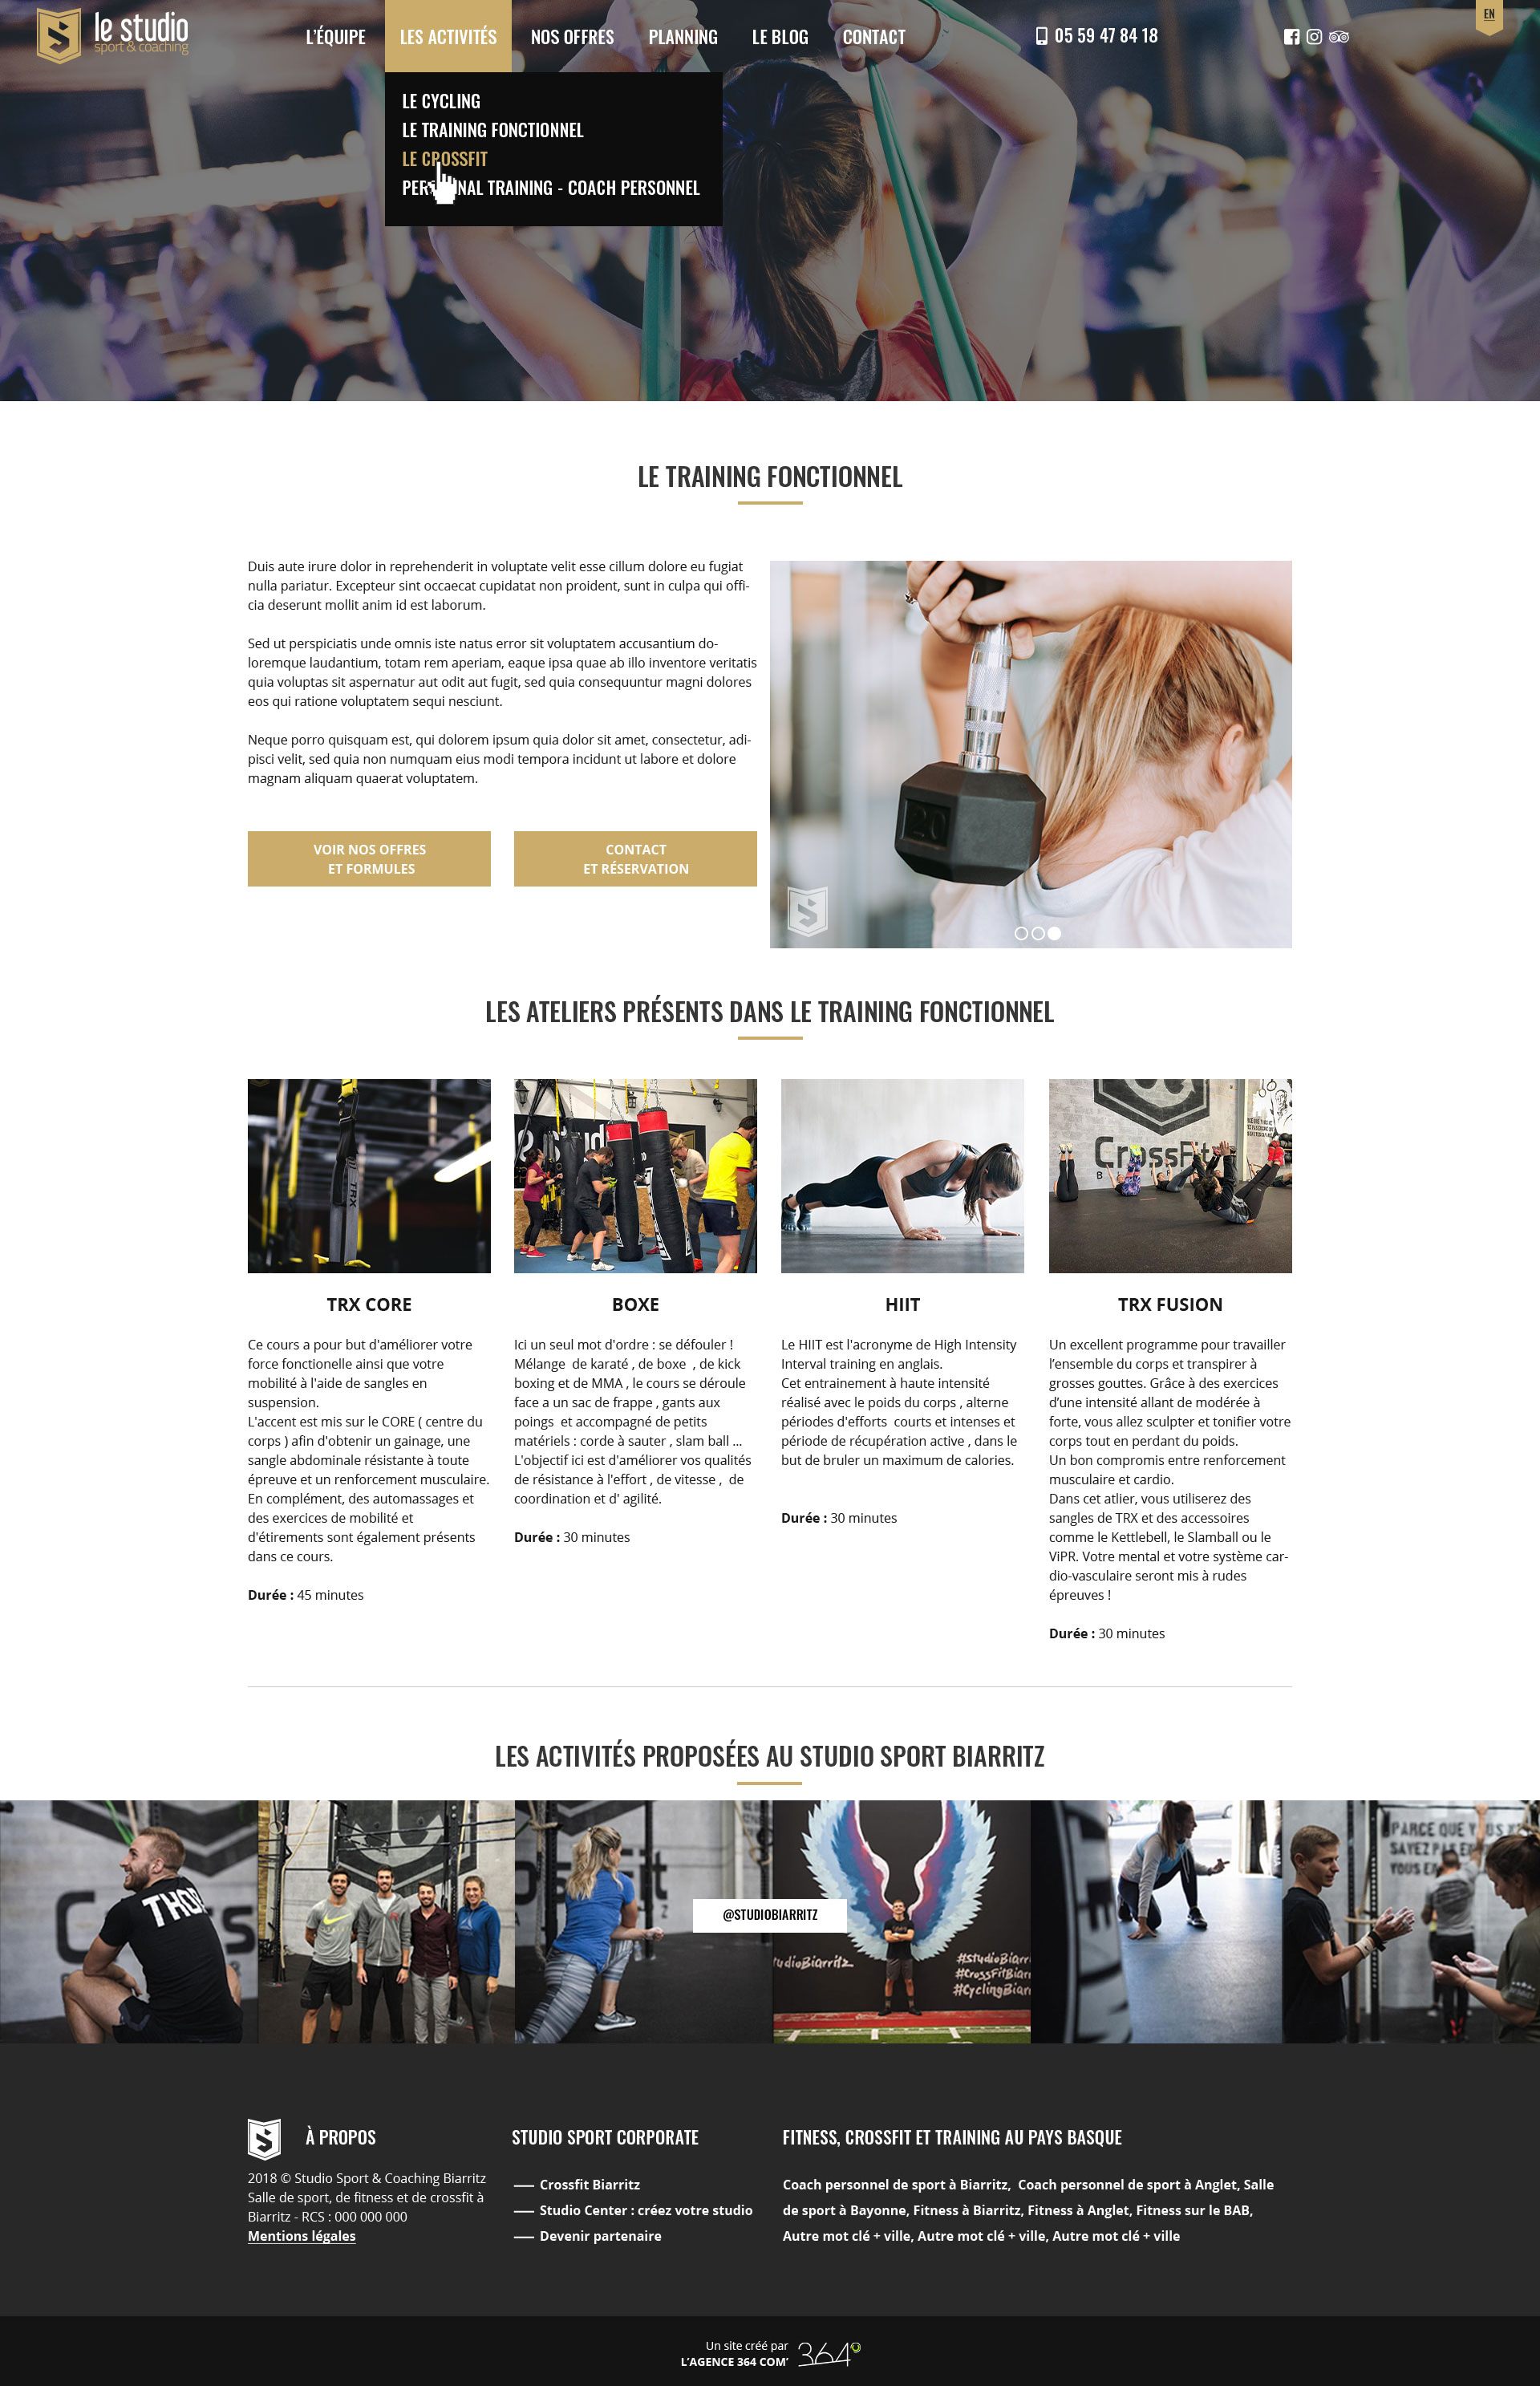 le studio
sport & coaching
L'ÉQUIPE
LES ACTIVITÉS
NOS OFFRES
PLANNING
LE BLOG
CONTACT
05 59 47 84 18
EN
LE CYCLING
LE TRAINING FONCTIONNEL
LE CROSSFIT
TRAINING - COACH PERSONNEL
LE TRAINING FONCTIONNEL
Duis aute irure dolor in reprehenderit in voluptate velit esse cillum dolore eu fugiat
nulla pariatur. Excepteur sint occaecat cupidatat non proident, sunt in culpa qui offi-
cia deserunt mollit anim id est laborum.
Sed ut perspiciatis unde omnis iste natus error sit voluptatem accusantium do-
loremque laudantium, totam rem aperiam, eaque ipsa quae ab illo inventore veritatis
quia voluptas sit aspernatur aut odit aut fugit, sed quia consequuntur magni dolores
eos qui ratione voluptatem sequi nesciunt.
Neque porro quisquam est, qui dolorem ipsum quia dolor sit amet, consectetur, adi-
pisci velit, sed quia non numquam eius modi tempora incidunt ut labore et dolore
magnam aliquam quaerat voluptatem.
VOIR NOS OFFRES
ET FORMULES
CONTACT
ET RÉSERVATION
20
LES ATELIERS PRÉSENTS DANS LE TRAINING FONCTIONNEL
TRX
CrossFit
TRX CORE
Ce cours a pour but d'améliorer votre
force fonctionelle ainsi que votre
mobilité à l'aide de sangles en
suspension.
L'accent est mis sur le CORE ( centre du
corps ) afin d'obtenir un gainage, une
sangle abdominale résistante à toute
épreuve et un renforcement musculaire.
En complément, des automassages et
des exercices de mobilité et
d'étirements sont également présents
dans ce cours.
Durée : 45 minutes
BOXE
Ici un seul mot d'ordre : se défouler !
Mélange  de karaté , de boxe  , de kick
boxing et de MMA , le cours se déroule
face a un sac de frappe , gants aux
poings  et accompagné de petits
matériels : corde à sauter , slam ball ...
L'objectif ici est d'améliorer vos qualités
de résistance à l'effort , de vitesse ,  de
coordination et d' agilité.
Durée : 30 minutes
HIIT
Le HIIT est l'acronyme de High Intensity
Interval training en anglais.
Cet entrainement à haute intensité
réalisé avec le poids du corps , alterne
périodes d'efforts  courts et intenses et
période de récupération active , dans le
but de bruler un maximum de calories.
Durée : 30 minutes
TRX FUSION
Un excellent programme pour travailler
l’ensemble du corps et transpirer à
grosses gouttes. Grâce à des exercices
d’une intensité allant de modérée à
forte, vous allez sculpter et tonifier votre
corps tout en perdant du poids.
Un bon compromis entre renforcement
musculaire et cardio.
Dans cet atlier, vous utiliserez des
sangles de TRX et des accessoires
comme le Kettlebell, le Slamball ou le
ViPR. Votre mental et votre système car-
dio-vasculaire seront mis à rudes
épreuves !
Durée : 30 minutes
LES ACTIVITÉS PROPOSÉES AU STUDIO SPORT BIARRITZ
THOR
@STUDIOBIARRITZ
#studioBiarr
#CrossFitBiarr
#CyclingBiar
PARCE QUE VOUS N
SAYEZ PA
VOUS EN
À PROPOS
2018 © Studio Sport & Coaching Biarritz
Salle de sport, de fitness et de crossfit à
Biarritz - RCS : 000 000 000
Mentions légales
STUDIO SPORT CORPORATE
Crossfit Biarritz
Studio Center : créez votre studio
Devenir partenaire
FITNESS, CROSSFIT ET TRAINING AU PAYS BASQUE
Coach personnel de sport à Biarritz,  Coach personnel de sport à Anglet, Salle
de sport à Bayonne, Fitness à Biarritz, Fitness à Anglet, Fitness sur le BAB,
Autre mot clé + ville, Autre mot clé + ville, Autre mot clé + ville
Un site créé par
L’AGENCE 364 COM’
364°